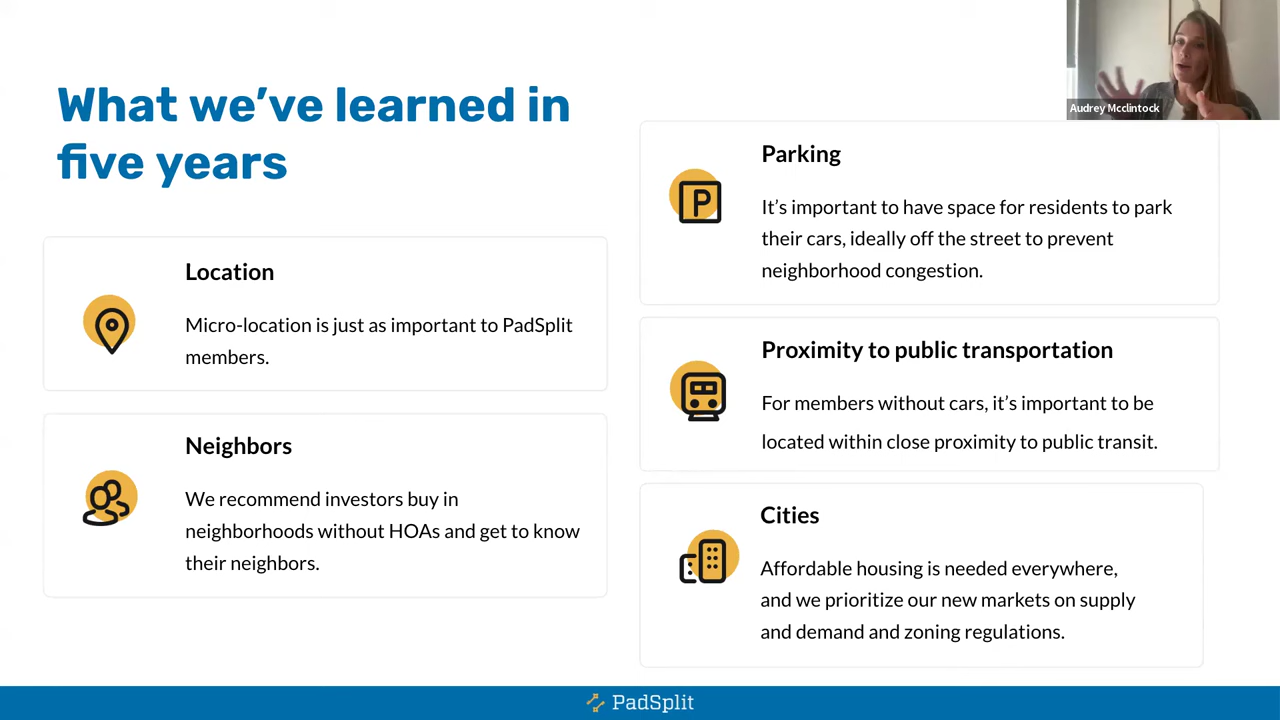 What we’ve learned in
five years
Location
Micro-location is just as important to PadSplit
members.
Neighbors
We recommend investors buy in
neighborhoods without HOAs and get to know
their neighbors.
Audrey Mcclintock
Parking
P
It’s important to have space for residents to park
their cars, ideally off the street to prevent
neighborhood congestion.
Proximity to public transportation
For members without cars, it’s important to be
located within close proximity to public transit.
Cities
Affordable housing is needed everywhere,
and we prioritize our new markets on supply
and demand and zoning regulations.
PadSplit